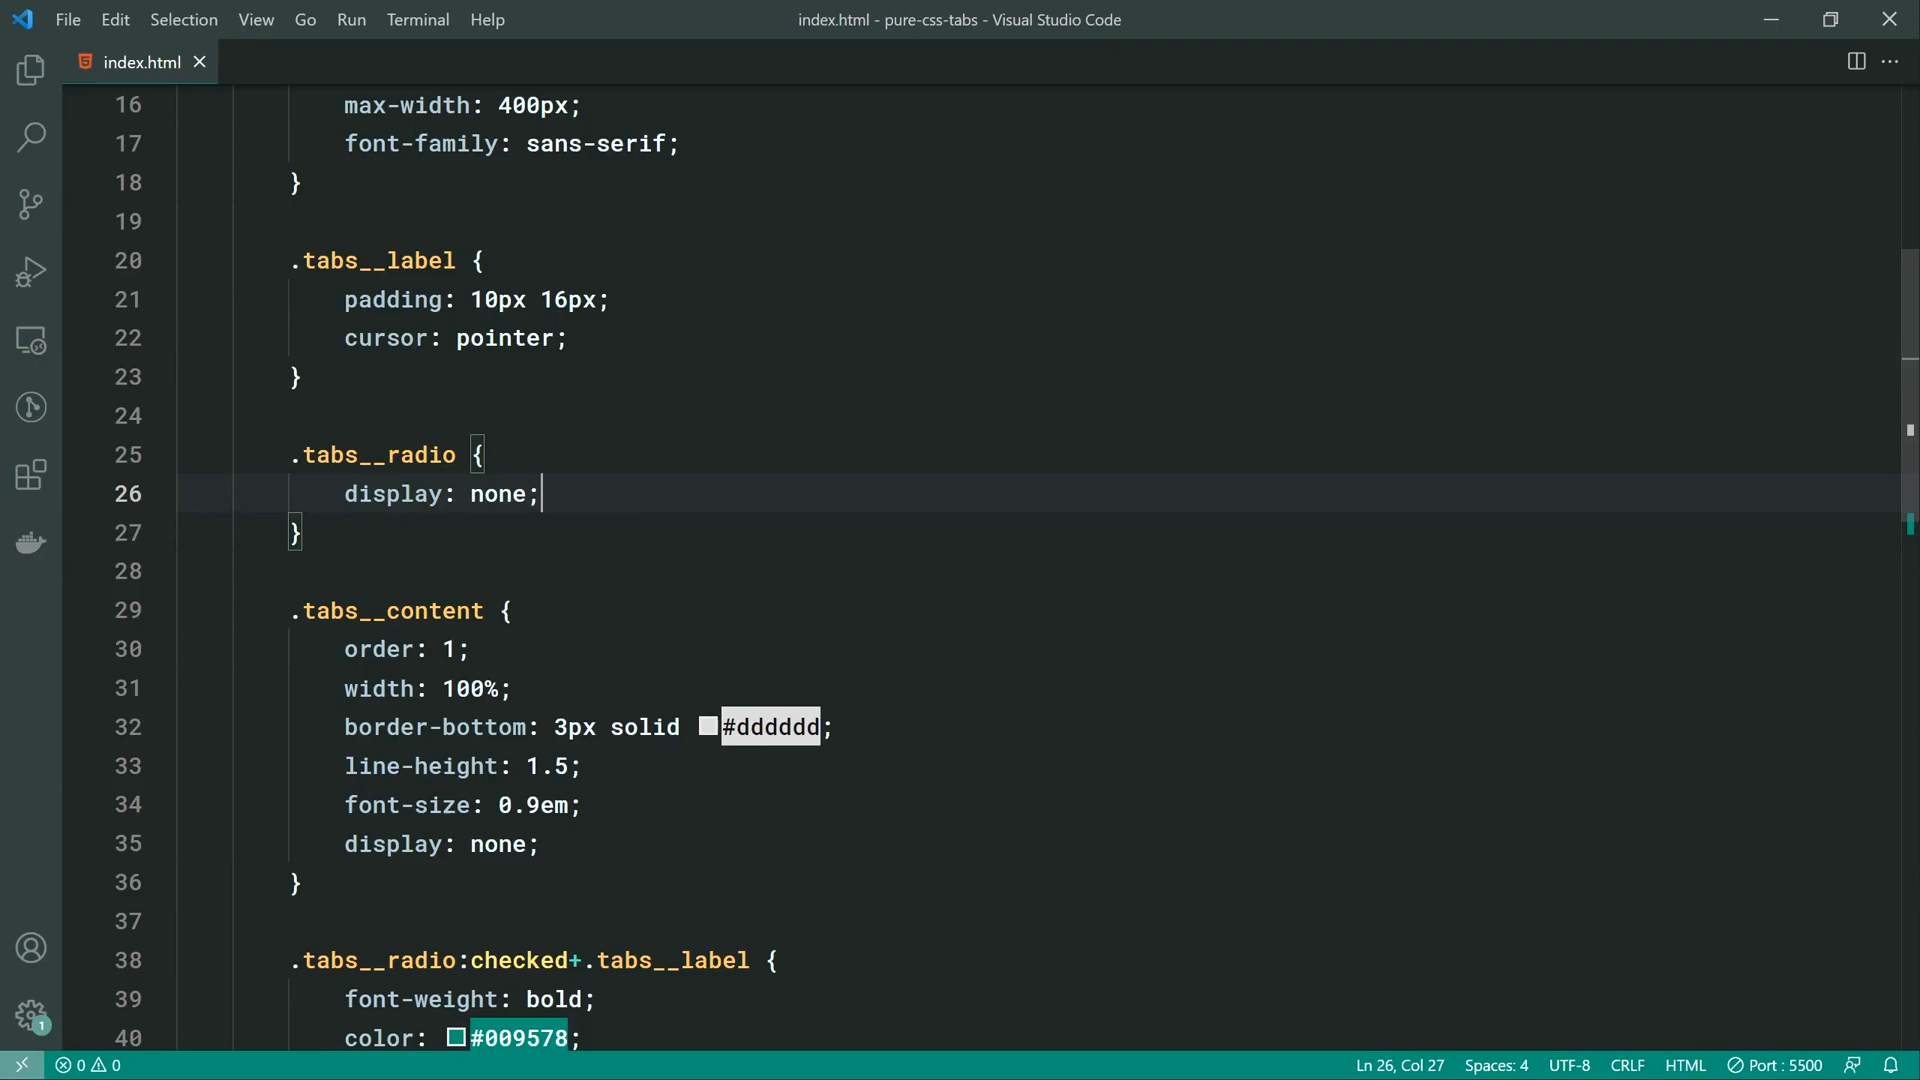 File Edit Selection View Go Run Terminal Help
index.html - pure-css-tabs - Visual Studio Code
index.html
16 max-width: 400px;
17 font-family: sans-serif;
18 }
19
20 .tabs__label {
21 padding: 10px 16px;
22 cursor: pointer;
23 }
24
25 .tabs__radio {
26 display: none;
27 }
28
29 .tabs__content {
30 order: 1;
31 width: 100%;
32 border-bottom: 3px solid #dddddd;
33 line-height: 1.5;
34 font-size: 0.9em;
35 display: none;
36 }
37
38 .tabs__radio:checked+.tabs__label {
39 font-weight: bold;
40 color: #009578;
1
0 0
Ln 26, Col 27 Spaces: 4 UTF-8 CRLF HTML Port : 5500